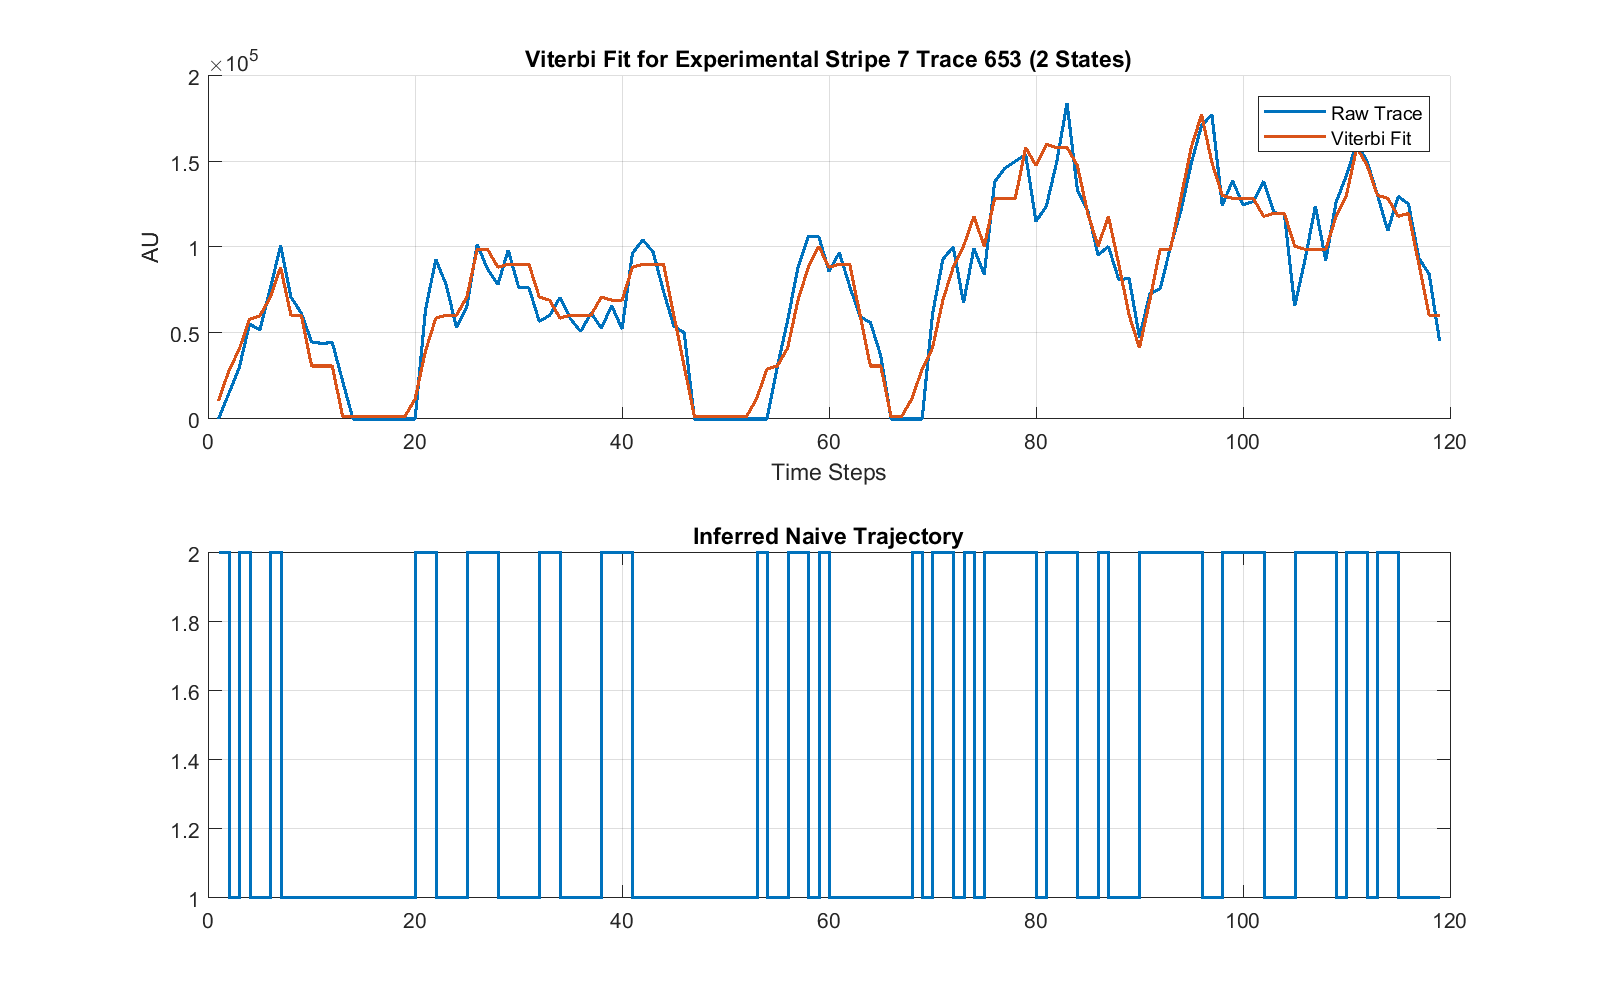 Viterbi Fit for Experimental Stripe 7 Trace 653 (2 States)
×10^5
2
1.5
1
0.5
0
AU
Raw Trace
Viterbi Fit
0 20 40 60 80 100 120
Time Steps
Inferred Naive Trajectory
2
1.8
1.6
1.4
1.2
1
0 20 40 60 80 100 120